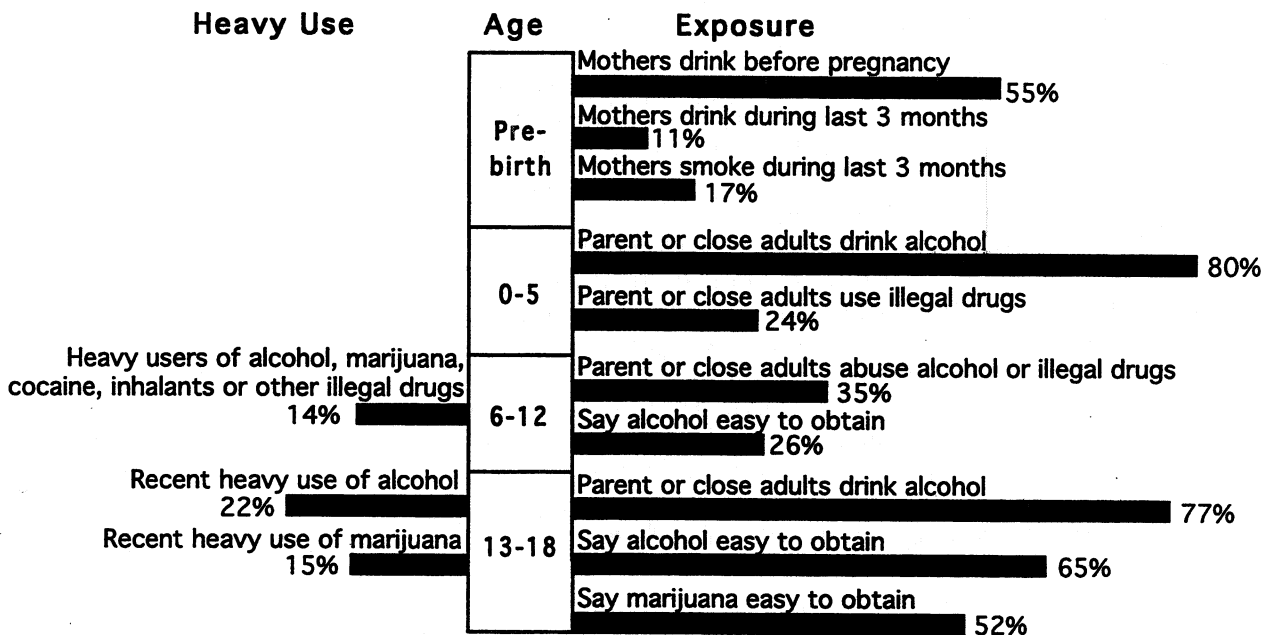 Heavy Use
Age
Exposure
Pre-
birth
Mothers drink before pregnancy
55%
Mothers drink during last 3 months
11%
Mothers smoke during last 3 months
17%
0-5
Parent or close adults drink alcohol
80%
Parent or close adults use illegal drugs
24%
Heavy users of alcohol, marijuana,
cocaine, inhalants or other illegal drugs
14%
6-12
Parent or close adults abuse alcohol or illegal drugs
35%
Say alcohol easy to obtain
26%
Recent heavy use of alcohol
22%
Recent heavy use of marijuana
15%
13-18
Parent or close adults drink alcohol
77%
Say alcohol easy to obtain
65%
Say marijuana easy to obtain
52%